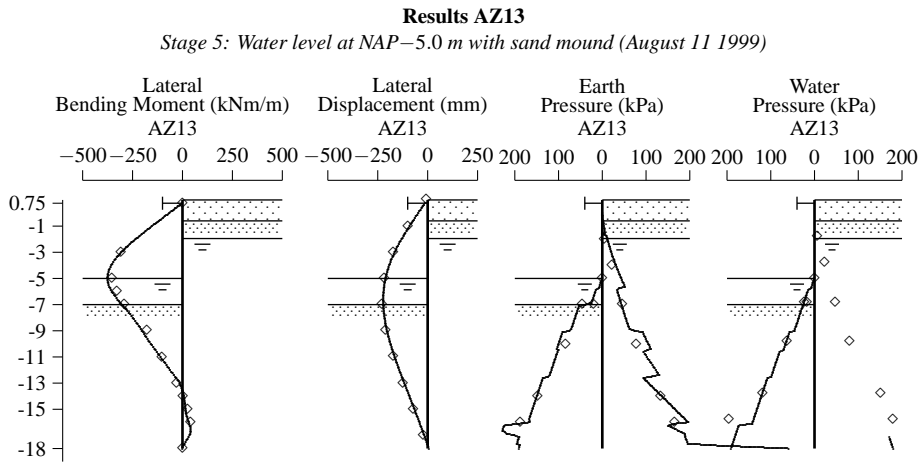 Results AZ13
Stage 5: Water level at NAP−5.0 m with sand mound (August 11 1999)
Lateral
Bending Moment (kNm/m)
AZ13
−500 −250 0 250 500
Lateral
Displacement (mm)
AZ13
−500 −250 0 250
Earth
Pressure (kPa)
AZ13
200 100 0 100 200
Water
Pressure (kPa)
AZ13
200 100 0 100 200
0.75
-1
-3
-5
-7
-9
-11
-13
-15
-18